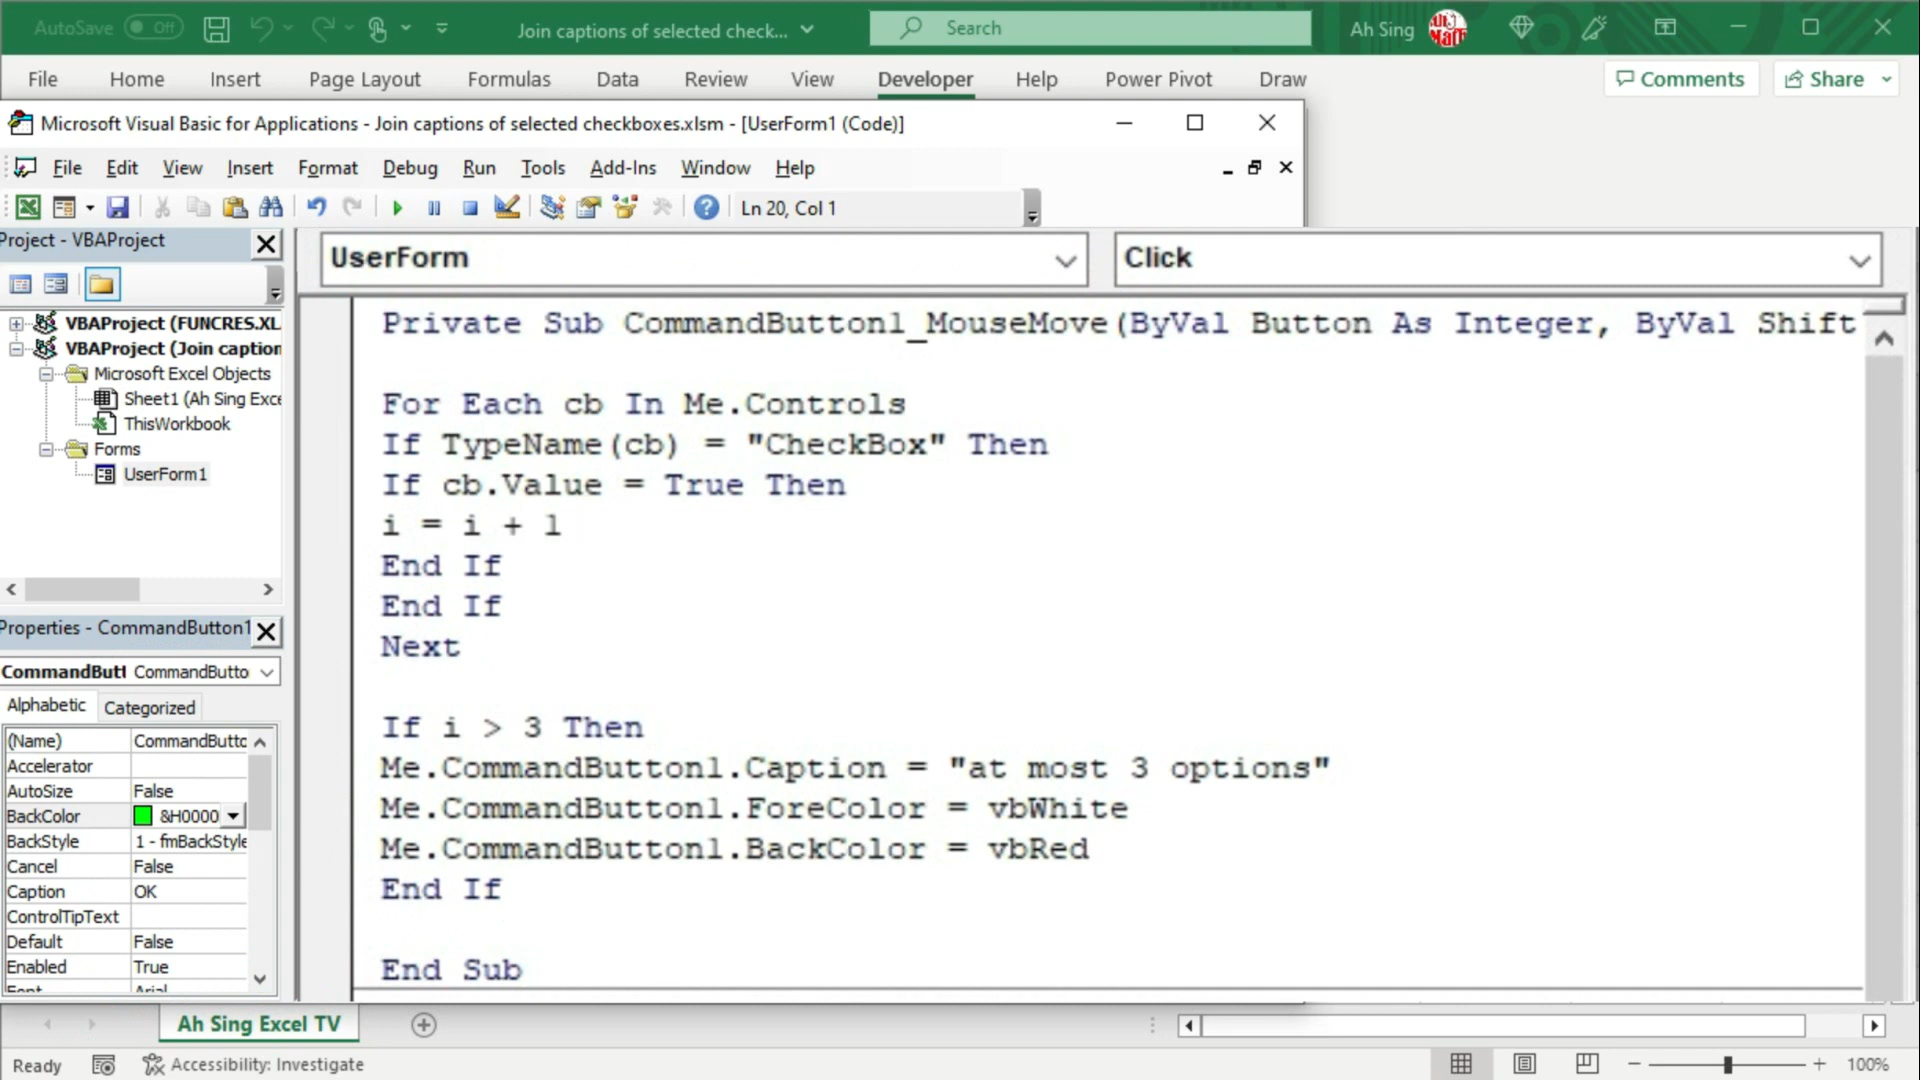 AutoSave Off
Join captions of selected check...
Search
Ah Sing
File Home Insert Page Layout Formulas Data Review View Developer Help Power Pivot Draw Comments Share
Microsoft Visual Basic for Applications - Join captions of selected checkboxes.xlsm - [UserForm1 (Code)]
File Edit View Insert Format Debug Run Tools Add-Ins Window Help
Ln 20, Col 1
Project - VBAProject
VBAProject (FUNCRES.XL
VBAProject (Join caption
Microsoft Excel Objects
Sheet1 (Ah Sing Exce
ThisWorkbook
Forms
UserForm1
Properties - CommandButton1
CommandButt CommandButto
Alphabetic Categorized
(Name) CommandButto
Accelerator
AutoSize False
BackColor &H0000
BackStyle 1 - fmBackStyle
Cancel False
Caption OK
ControlTipText
Default False
Enabled True
Font Arial
UserForm Click
Private Sub CommandButton1_MouseMove(ByVal Button As Integer, ByVal Shift
For Each cb In Me.Controls
If TypeName(cb) = "CheckBox" Then
If cb.Value = True Then
i = i + 1
End If
End If
Next
If i > 3 Then
Me.CommandButton1.Caption = "at most 3 options"
Me.CommandButton1.ForeColor = vbWhite
Me.CommandButton1.BackColor = vbRed
End If
End Sub
Ah Sing Excel TV
Ready Accessibility: Investigate 100%